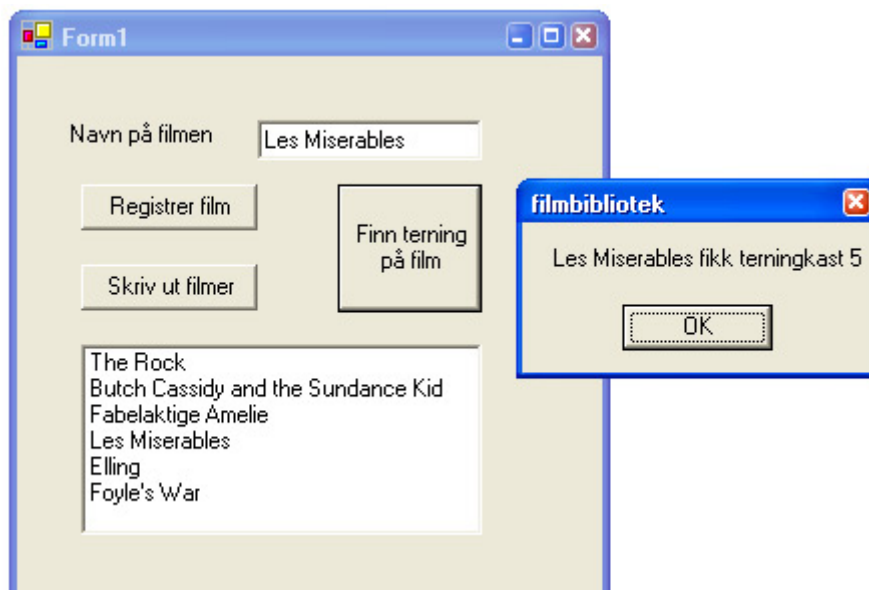 Form1
Navn på filmen
Les Miserables
Registrer film
Finn terning
på film
Skriv ut filmer
The Rock
Butch Cassidy and the Sundance Kid
Fabelaktige Amelie
Les Miserables
Elling
Foyle's War
filmbibliotek
Les Miserables fikk terningkast 5
OK